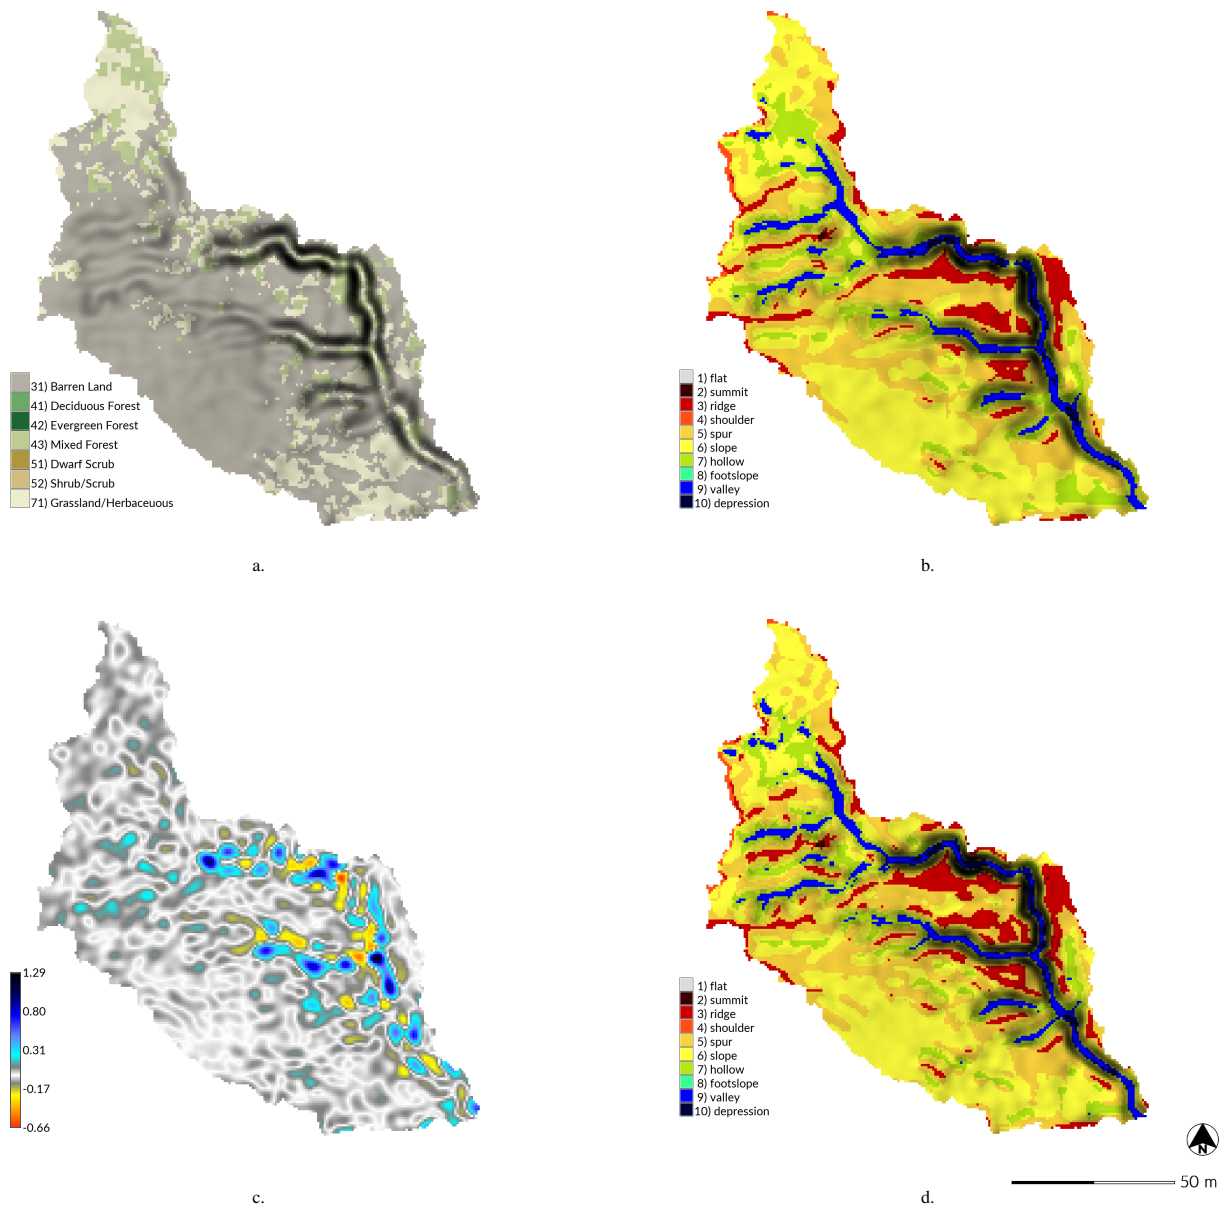 31) Barren Land
41) Deciduous Forest
42) Evergreen Forest
43) Mixed Forest
51) Dwarf Scrub
52) Shrub/Scrub
71) Grassland/Herbaceuous
a.
1) flat
2) summit
3) ridge
4) shoulder
5) spur
6) slope
7) hollow
8) footslope
9) valley
10) depression
b.
1.29
0.80
0.31
-0.17
-0.66
c.
1) flat
2) summit
3) ridge
4) shoulder
5) spur
6) slope
7) hollow
8) footslope
9) valley
10) depression
d.
N
50 m